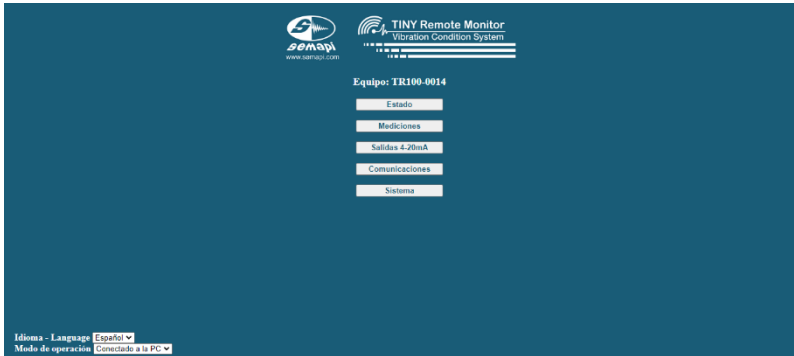 semapi
www.semapi.com
TINY Remote Monitor
Vibration Condition System
Equipo: TR100-0014
Estado
Mediciones
Salidas 4-20mA
Comunicaciones
Sistema
Idioma - Language Español
Modo de operación Conectado a la PC